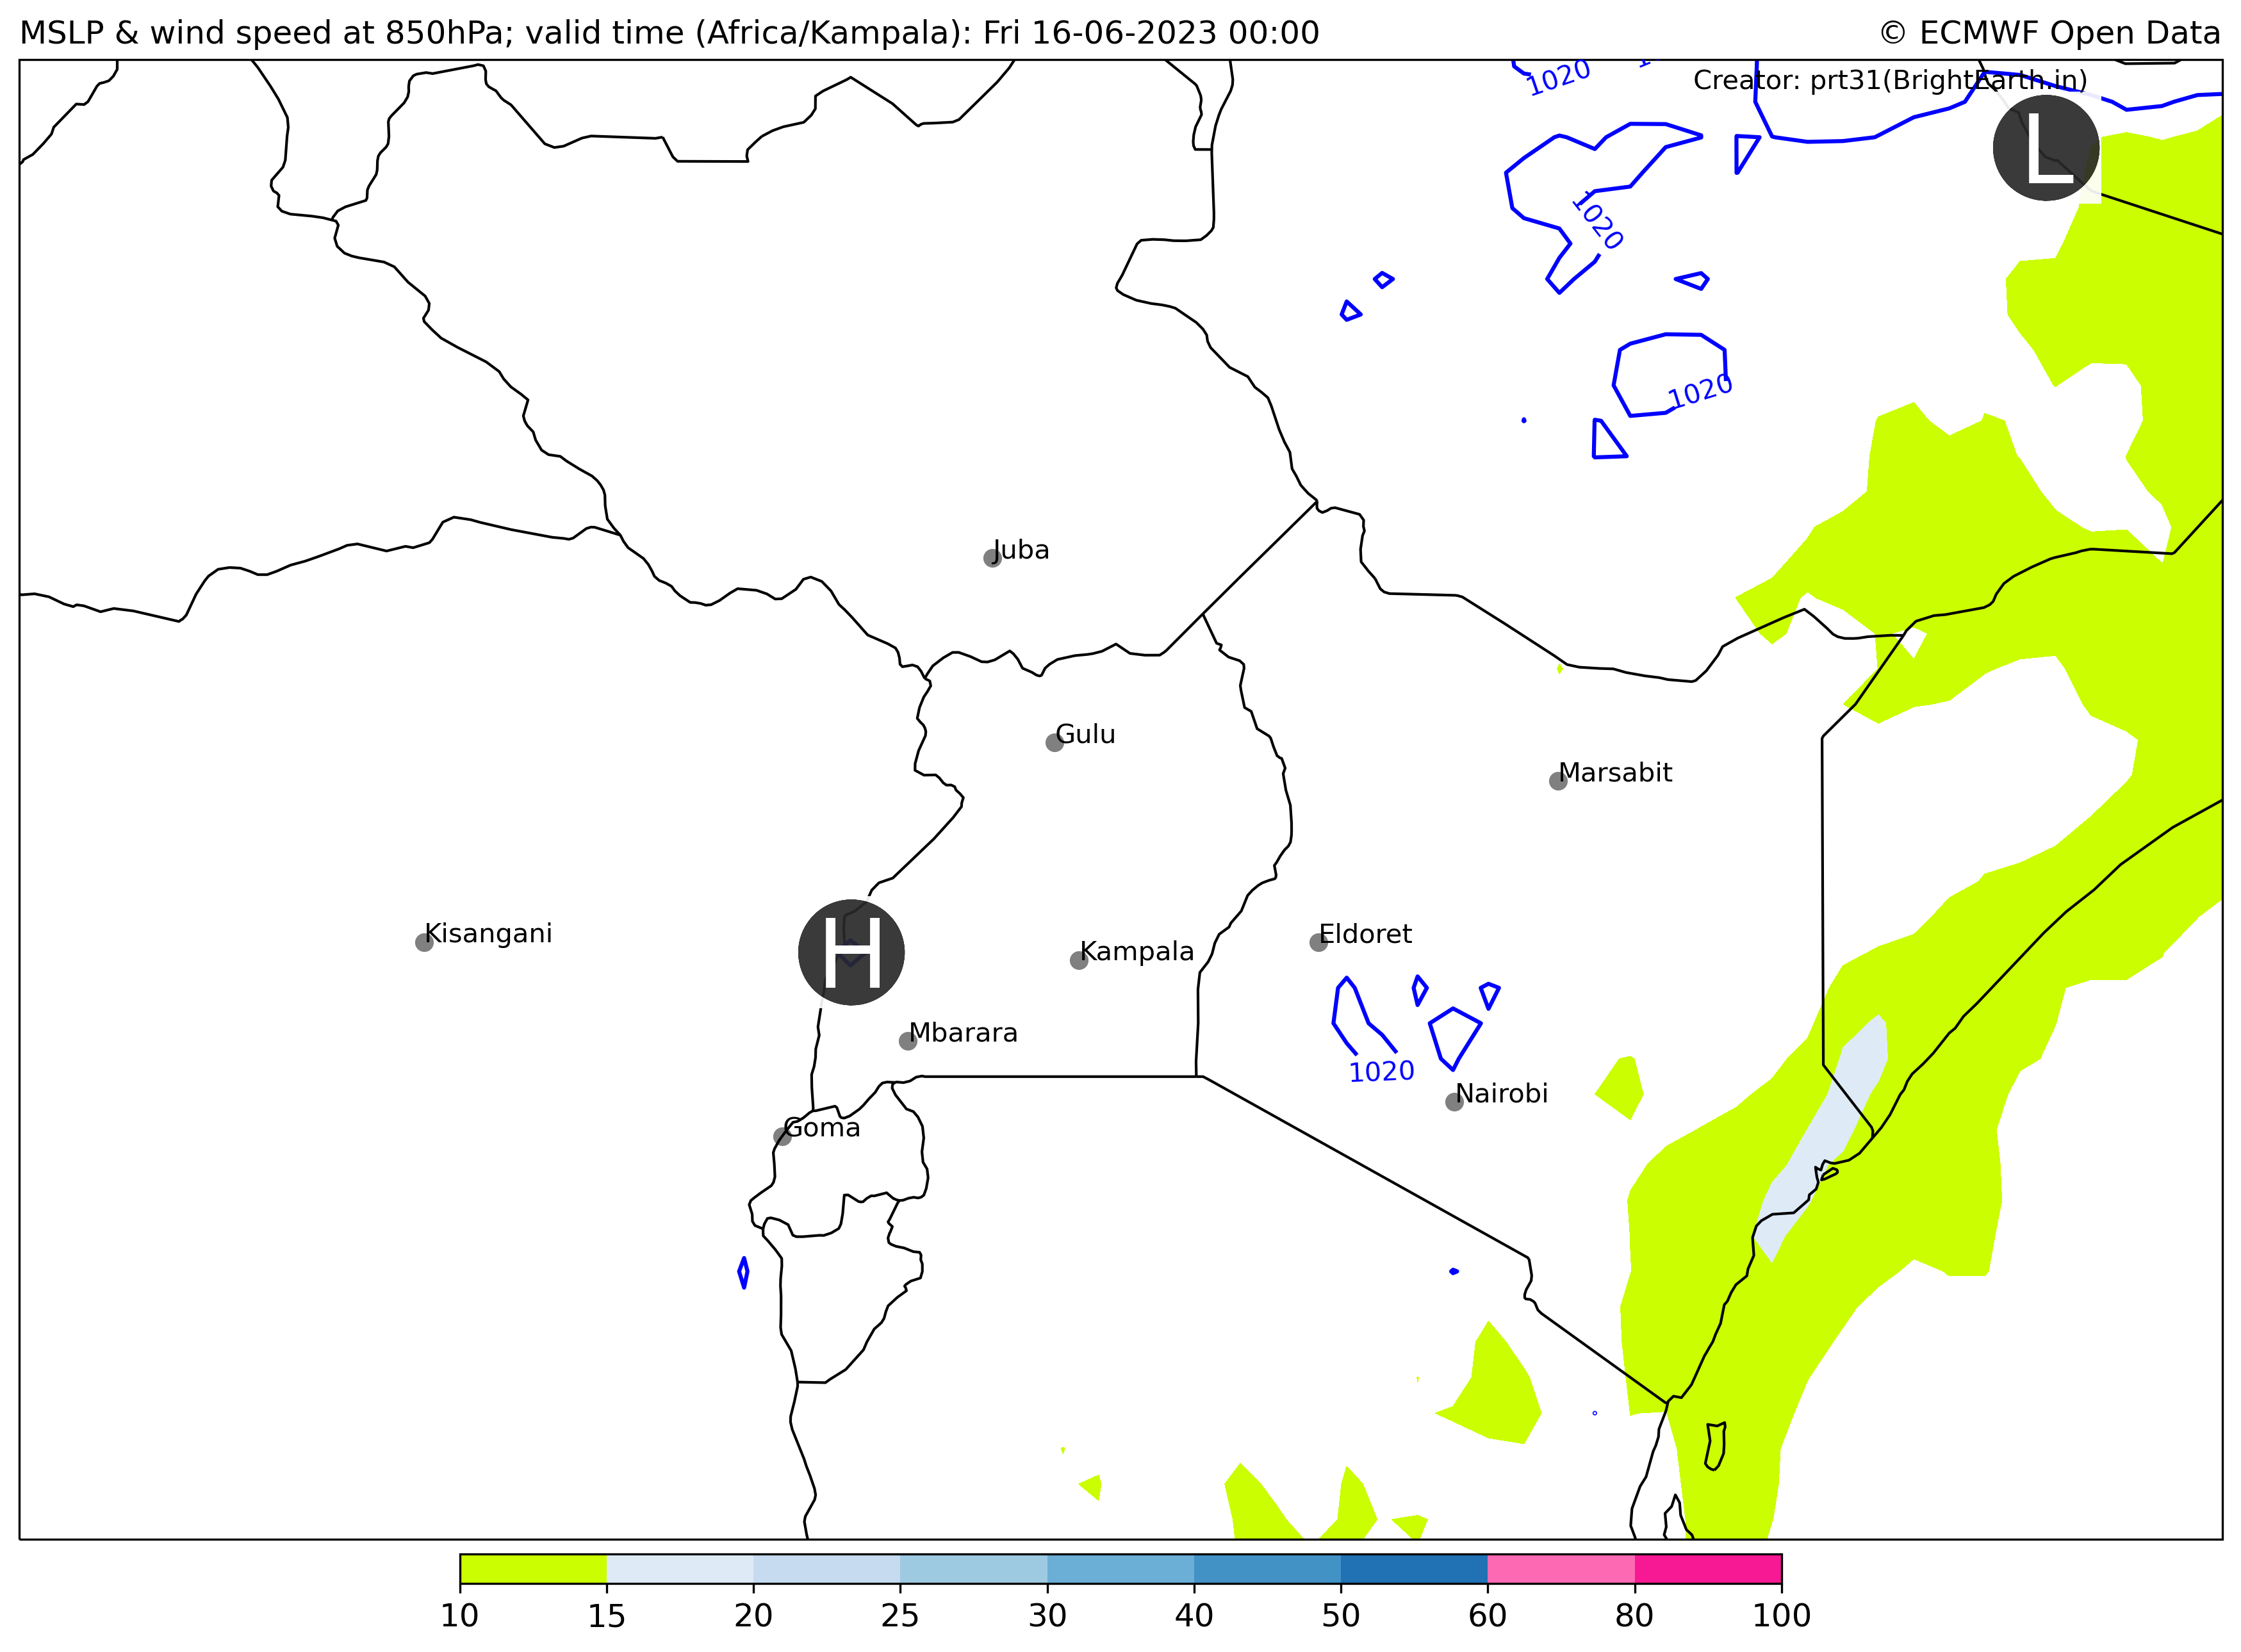 MSLP & wind speed at 850hPa; valid time (Africa/Kampala): Fri 16-06-2023 00:00
© ECMWF Open Data
Creator: prt31(BrightEarth.in)
1020
L
1020
1020
Juba
Gulu
Marsabit
Kisangani
H
Kampala
Eldoret
Mbarara
1020
Nairobi
Goma
10 15 20 25 30 40 50 60 80 100